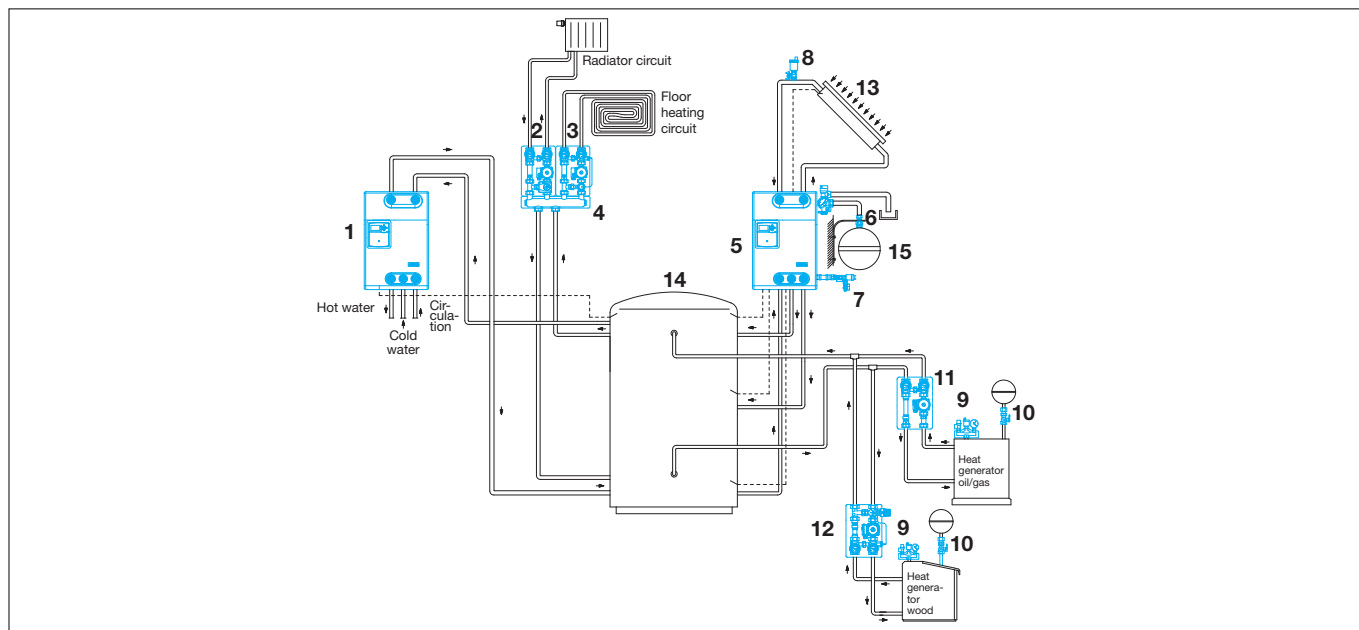 8
13
Radiator circuit
Floor
heating
circuit
2
3
4
1
5
6
15
7
14
Hot water
Cir-
cula-
tion
Cold
water
11
9
10
Heat
generator
oil/gas
12
9
10
Heat
genera-
tor
wood